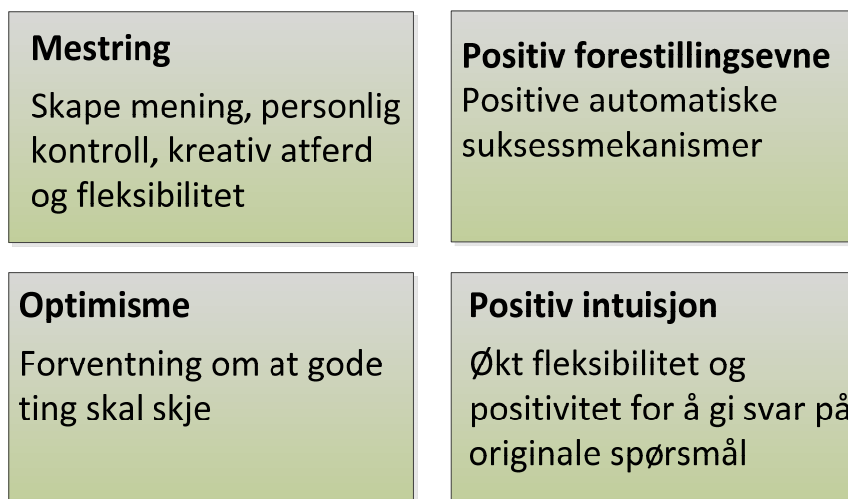 Mestring
Skape mening, personlig
kontroll, kreativ atferd
og fleksibilitet
Positiv forestillingsevne
Positive automatiske
suksessmekanismer
Optimisme
Forventning om at gode
ting skal skje
Positiv intuisjon
Økt fleksibilitet og
positivitet for å gi svar på
originale spørsmål